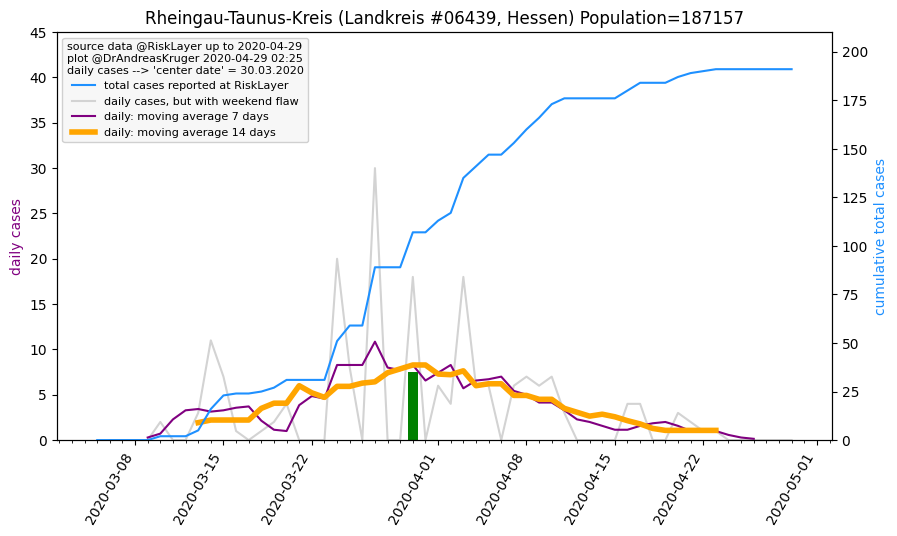 Rheingau-Taunus-Kreis (Landkreis #06439, Hessen) Population=187157
source data @RiskLayer up to 2020-04-29
plot @DrAndreasKruger 2020-04-29 02:25
daily cases --> 'center date' = 30.03.2020
total cases reported at RiskLayer
daily cases, but with weekend flaw
daily: moving average 7 days
daily: moving average 14 days
daily cases
45
40
35
30
25
20
15
10
5
0
cumulative total cases
200
175
150
125
100
75
50
25
0
2020-03-08
2020-03-15
2020-03-22
2020-04-01
2020-04-08
2020-04-15
2020-04-22
2020-05-01